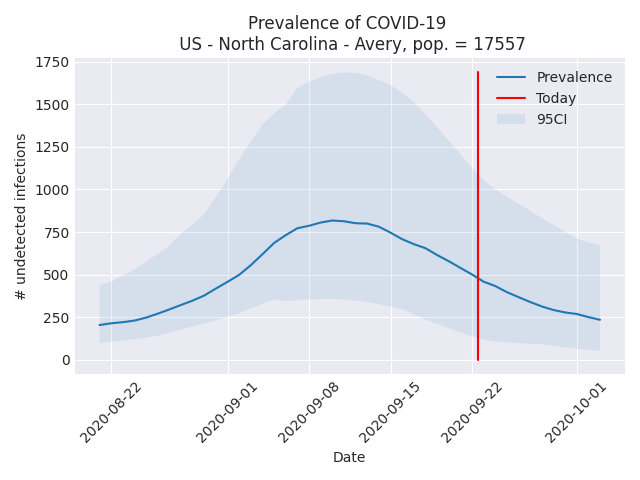 Prevalence of COVID-19
US - North Carolina - Avery, pop. = 17557
1750
1500
1250
1000
750
500
250
0
# undetected infections
Prevalence
Today
95CI
2020-08-22
2020-09-01
2020-09-08
2020-09-15
2020-09-22
2020-10-01
Date